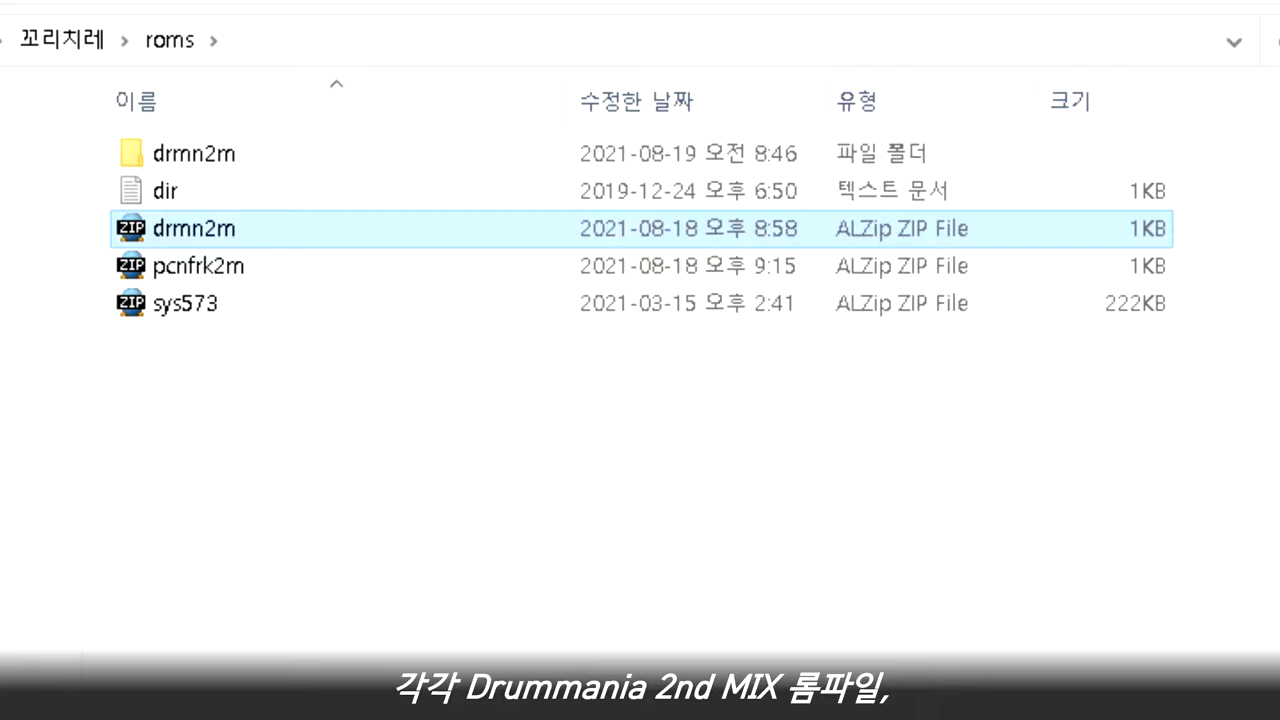 꼬리치레 > roms >
이름 수정한 날짜 유형 크기
drmn2m 2021-08-19 오전 8:46 파일 폴더
dir 2019-12-24 오후 6:50 텍스트 문서 1KB
ZIP drmn2m 2021-08-18 오후 8:58 ALZip ZIP File 1KB
ZIP pcnfrk2m 2021-08-18 오후 9:15 ALZip ZIP File 1KB
ZIP sys573 2021-03-15 오후 2:41 ALZip ZIP File 222KB
각각 Drummania 2nd MIX 롬파일,